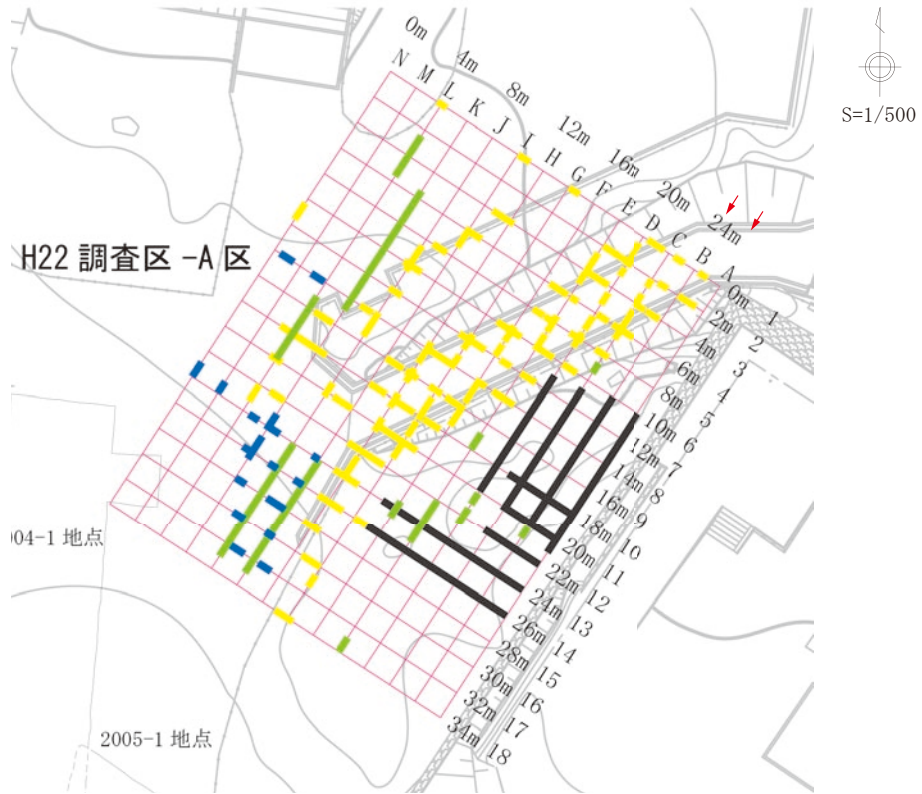 0m
4m
8m
12m
16m
20m
24m
N M L K J I H G F E D C B A
S=1/500
H22 調査区 -A 区
0m 1
2m 2
4m 3
6m 4
8m 5
10m 6
12m 7
14m 8
16m 9
18m 10
20m 11
22m 12
24m 13
26m 14
28m 15
30m 16
32m 17
34m 18
04-1 地点
2005-1 地点